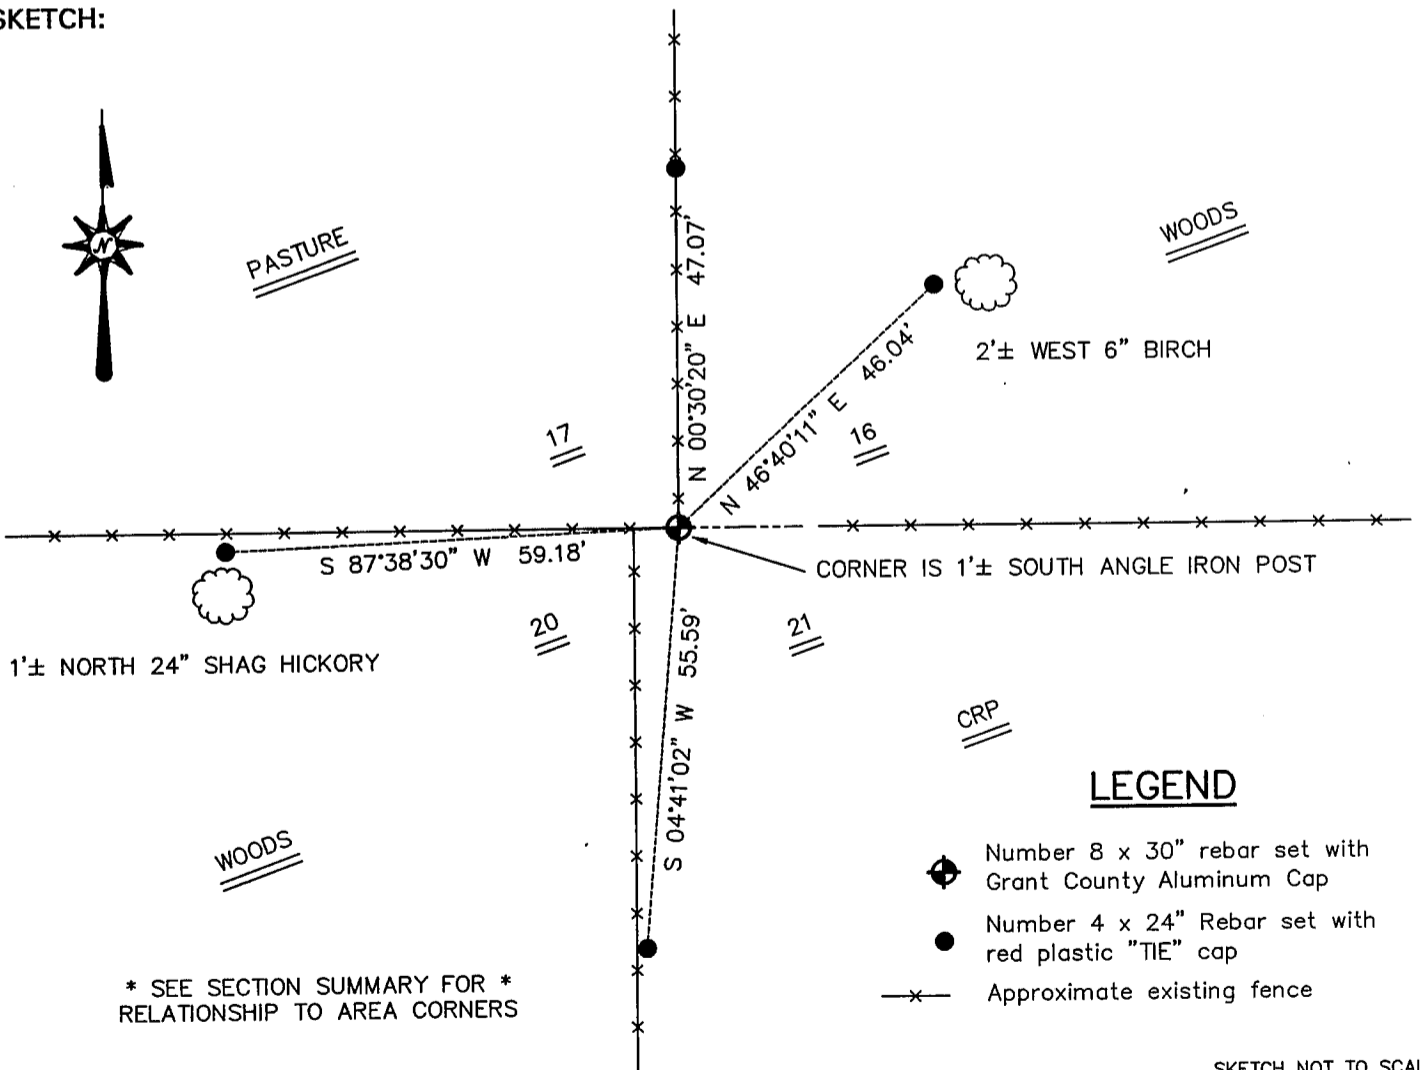 SKETCH:
N
PASTURE
WOODS
N 00°30'20" E 47.07'
N 46°40'11" E 46.04'
2'± WEST 6" BIRCH
17
16
S 87°38'30" W 59.18'
CORNER IS 1'± SOUTH ANGLE IRON POST
1'± NORTH 24" SHAG HICKORY
20
21
S 04°41'02" W 55.59'
CRP
WOODS
LEGEND
Number 8 x 30" rebar set with
Grant County Aluminum Cap
Number 4 x 24" Rebar set with
red plastic "TIE" cap
Approximate existing fence
* SEE SECTION SUMMARY FOR *
RELATIONSHIP TO AREA CORNERS
SKETCH NOT TO SCAL